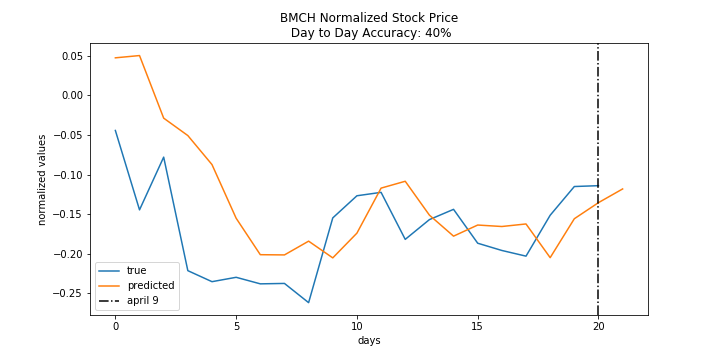 BMCH Normalized Stock Price
Day to Day Accuracy: 40%
normalized values
0.05
0.00
−0.05
−0.10
−0.15
−0.20
−0.25
true
predicted
april 9
0 5 10 15 20
days